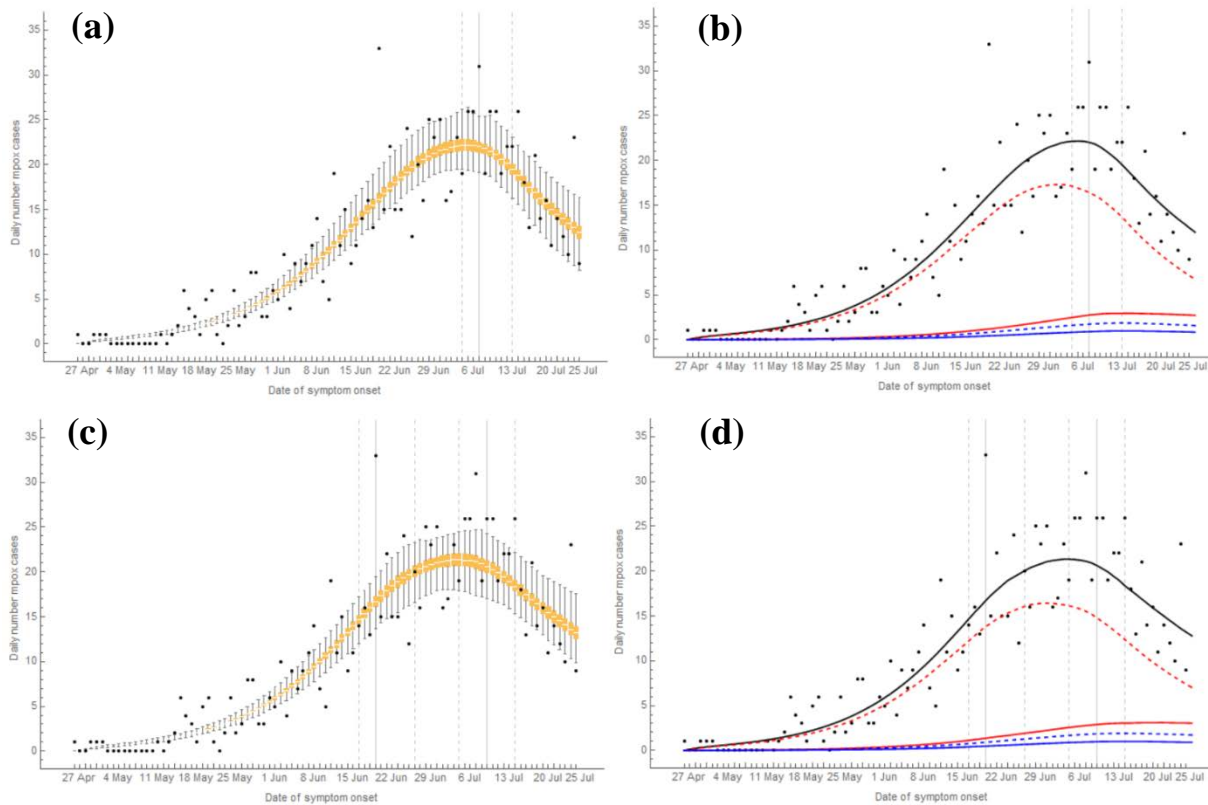 (a)
35
30
25
20
15
10
5
0
Daily number mpox cases
27 Apr 4 May 11 May 18 May 25 May 1 Jun 8 Jun 15 Jun 22 Jun 29 Jun 6 Jul 13 Jul 20 Jul 25 Jul
Date of symptom onset
(b)
35
30
25
20
15
10
5
0
Daily number mpox cases
27 Apr 4 May 11 May 18 May 25 May 1 Jun 8 Jun 15 Jun 22 Jun 29 Jun 6 Jul 13 Jul 20 Jul 25 Jul
Date of symptom onset
(c)
35
30
25
20
15
10
5
0
Daily number mpox cases
27 Apr 4 May 11 May 18 May 25 May 1 Jun 8 Jun 15 Jun 22 Jun 29 Jun 6 Jul 13 Jul 20 Jul 25 Jul
Date of symptom onset
(d)
35
30
25
20
15
10
5
0
Daily number mpox cases
27 Apr 4 May 11 May 18 May 25 May 1 Jun 8 Jun 15 Jun 22 Jun 29 Jun 6 Jul 13 Jul 20 Jul 25 Jul
Date of symptom onset